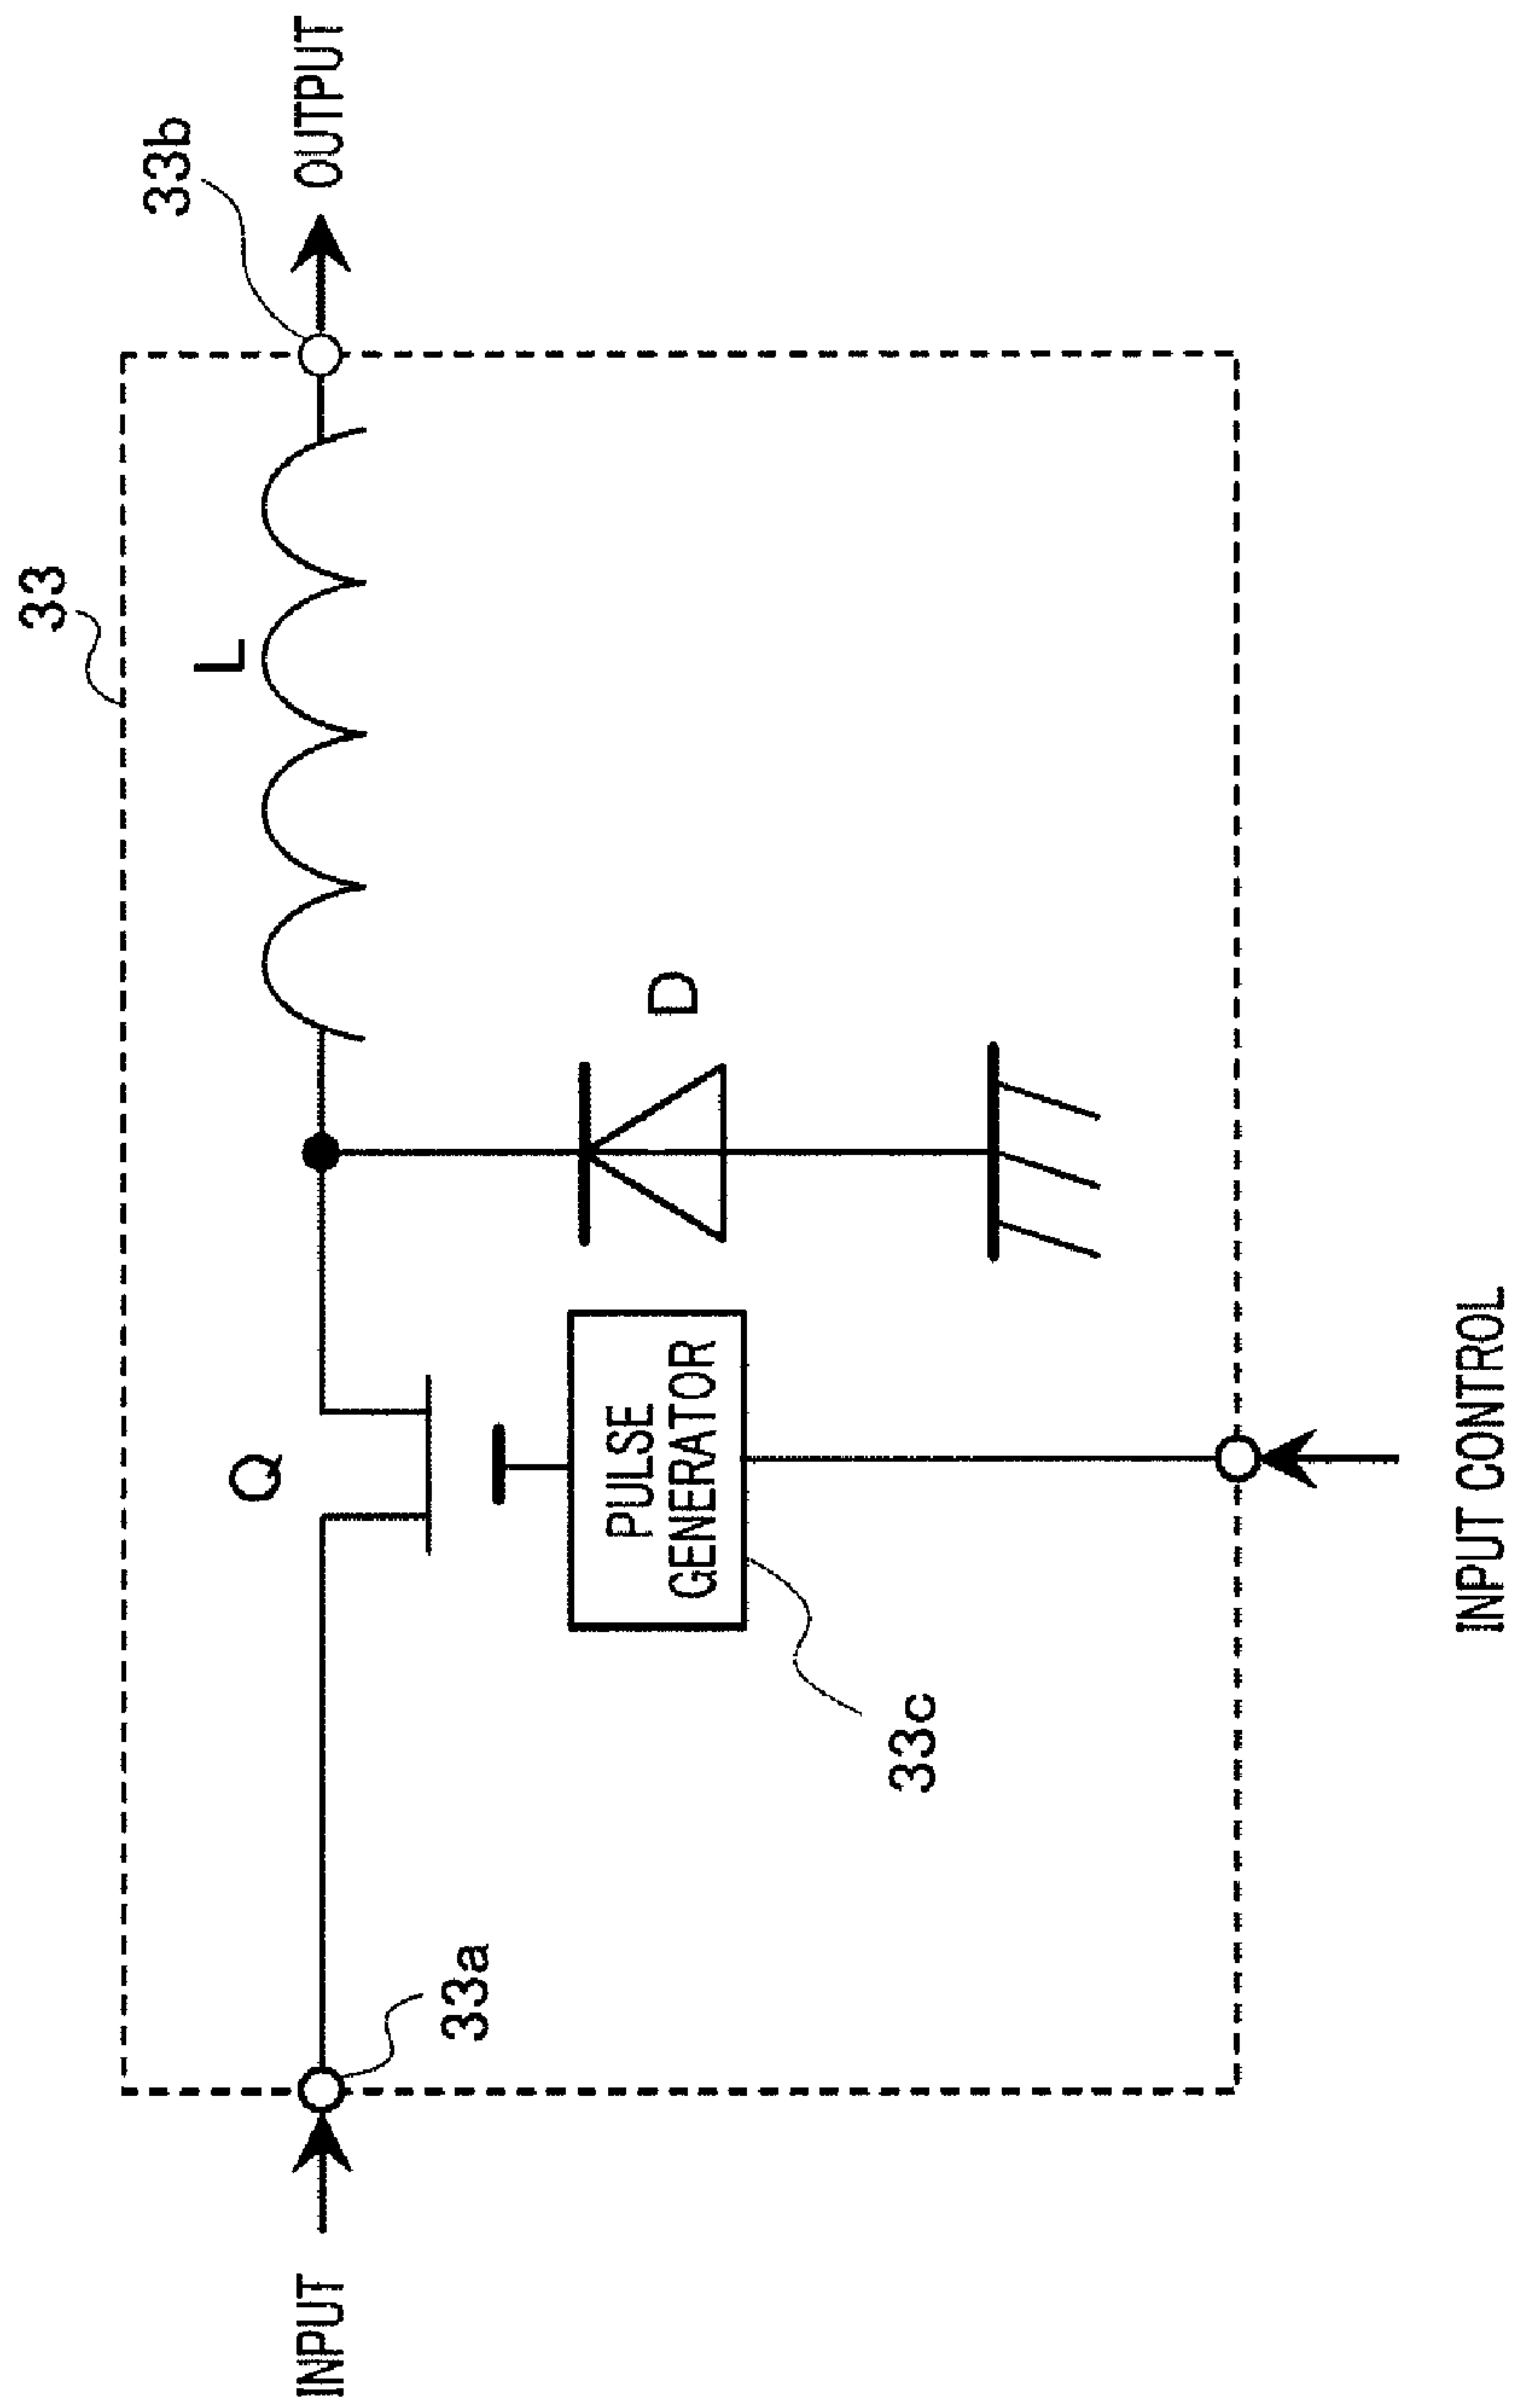 33
33b
OUTPUT
L
Q
D
PULSE
GENERATOR
33a
INPUT
33c
INPUT CONTROL